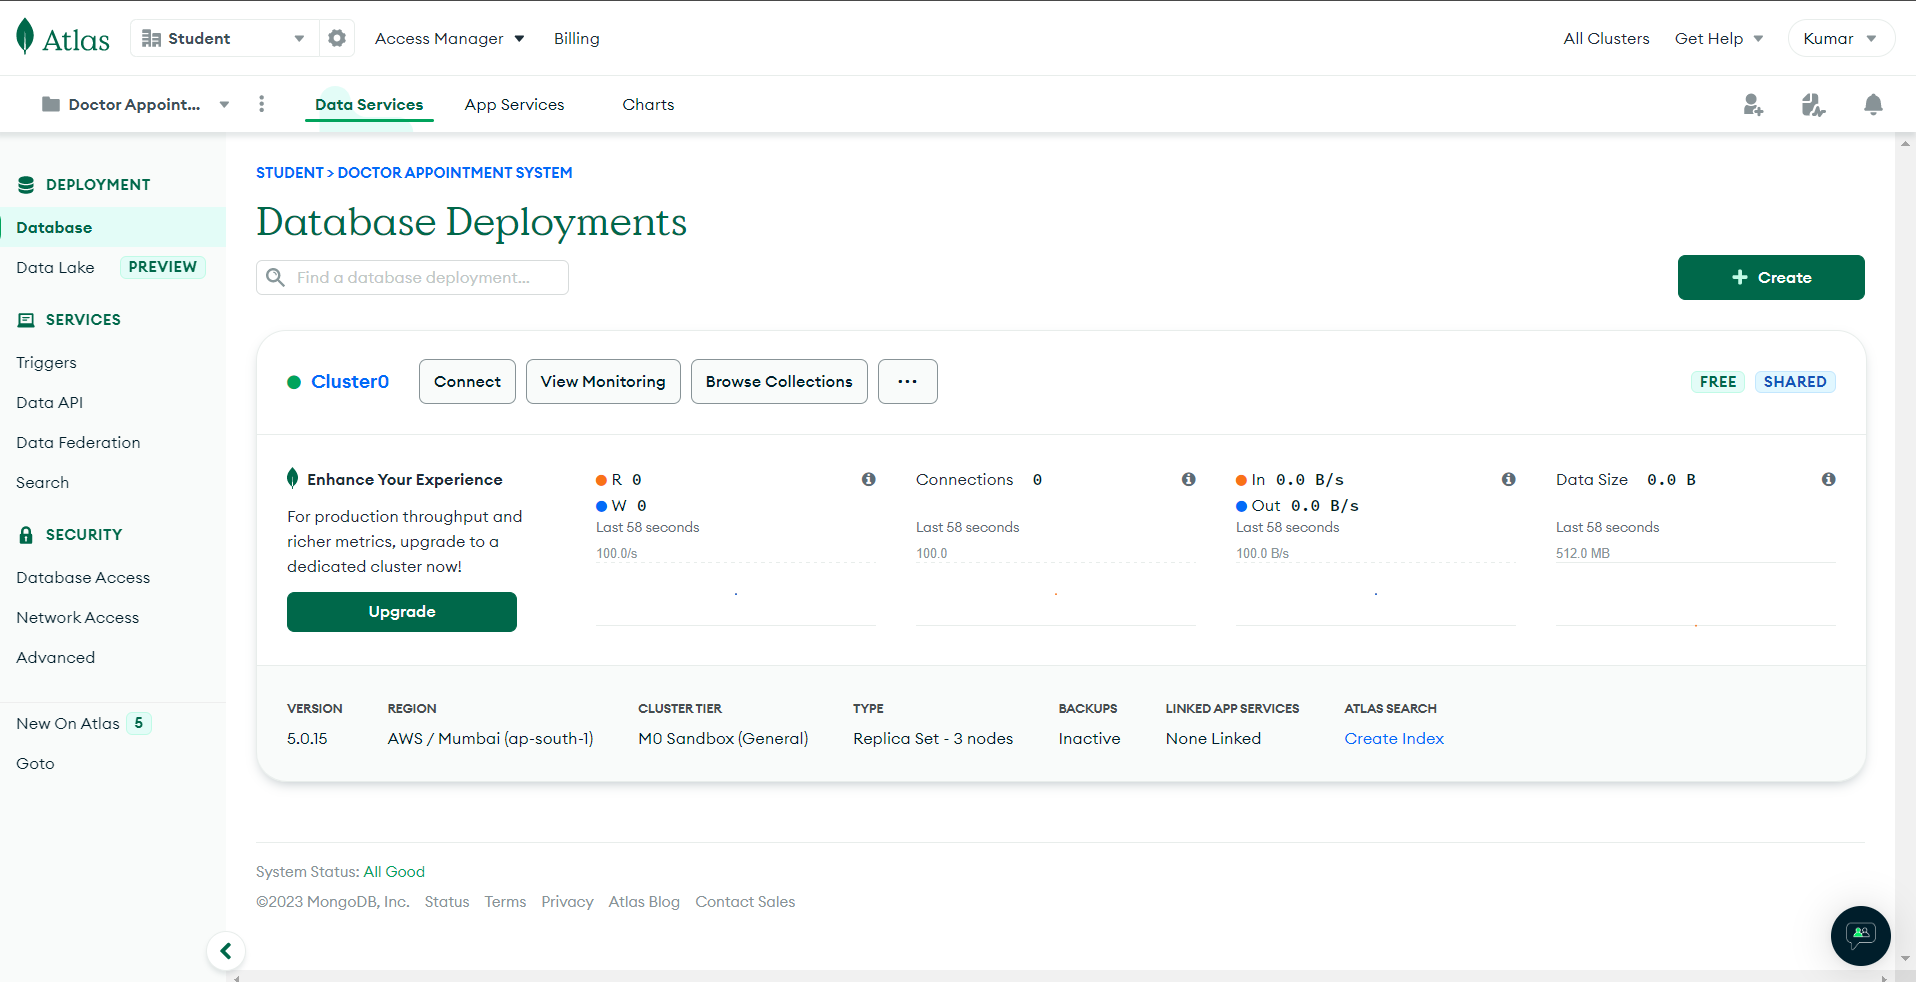 Atlas
Student
Access Manager
Billing
All Clusters
Get Help
Kumar
Doctor Appoint...
Data Services
App Services
Charts
DEPLOYMENT
Database
Data Lake PREVIEW
SERVICES
Triggers
Data API
Data Federation
Search
SECURITY
Database Access
Network Access
Advanced
New On Atlas 5
Goto
STUDENT > DOCTOR APPOINTMENT SYSTEM
Database Deployments
Find a database deployment...
+ Create
Cluster0
Connect
View Monitoring
Browse Collections
...
FREE
SHARED
Enhance Your Experience
For production throughput and
richer metrics, upgrade to a
dedicated cluster now!
Upgrade
R 0
W 0
Last 58 seconds
100.0/s
Connections 0
Last 58 seconds
100.0
In 0.0 B/s
Out 0.0 B/s
Last 58 seconds
100.0 B/s
Data Size 0.0 B
Last 58 seconds
512.0 MB
VERSION
5.0.15
REGION
AWS / Mumbai (ap-south-1)
CLUSTER TIER
M0 Sandbox (General)
TYPE
Replica Set - 3 nodes
BACKUPS
Inactive
LINKED APP SERVICES
None Linked
ATLAS SEARCH
Create Index
System Status: All Good
©2023 MongoDB, Inc. Status Terms Privacy Atlas Blog Contact Sales